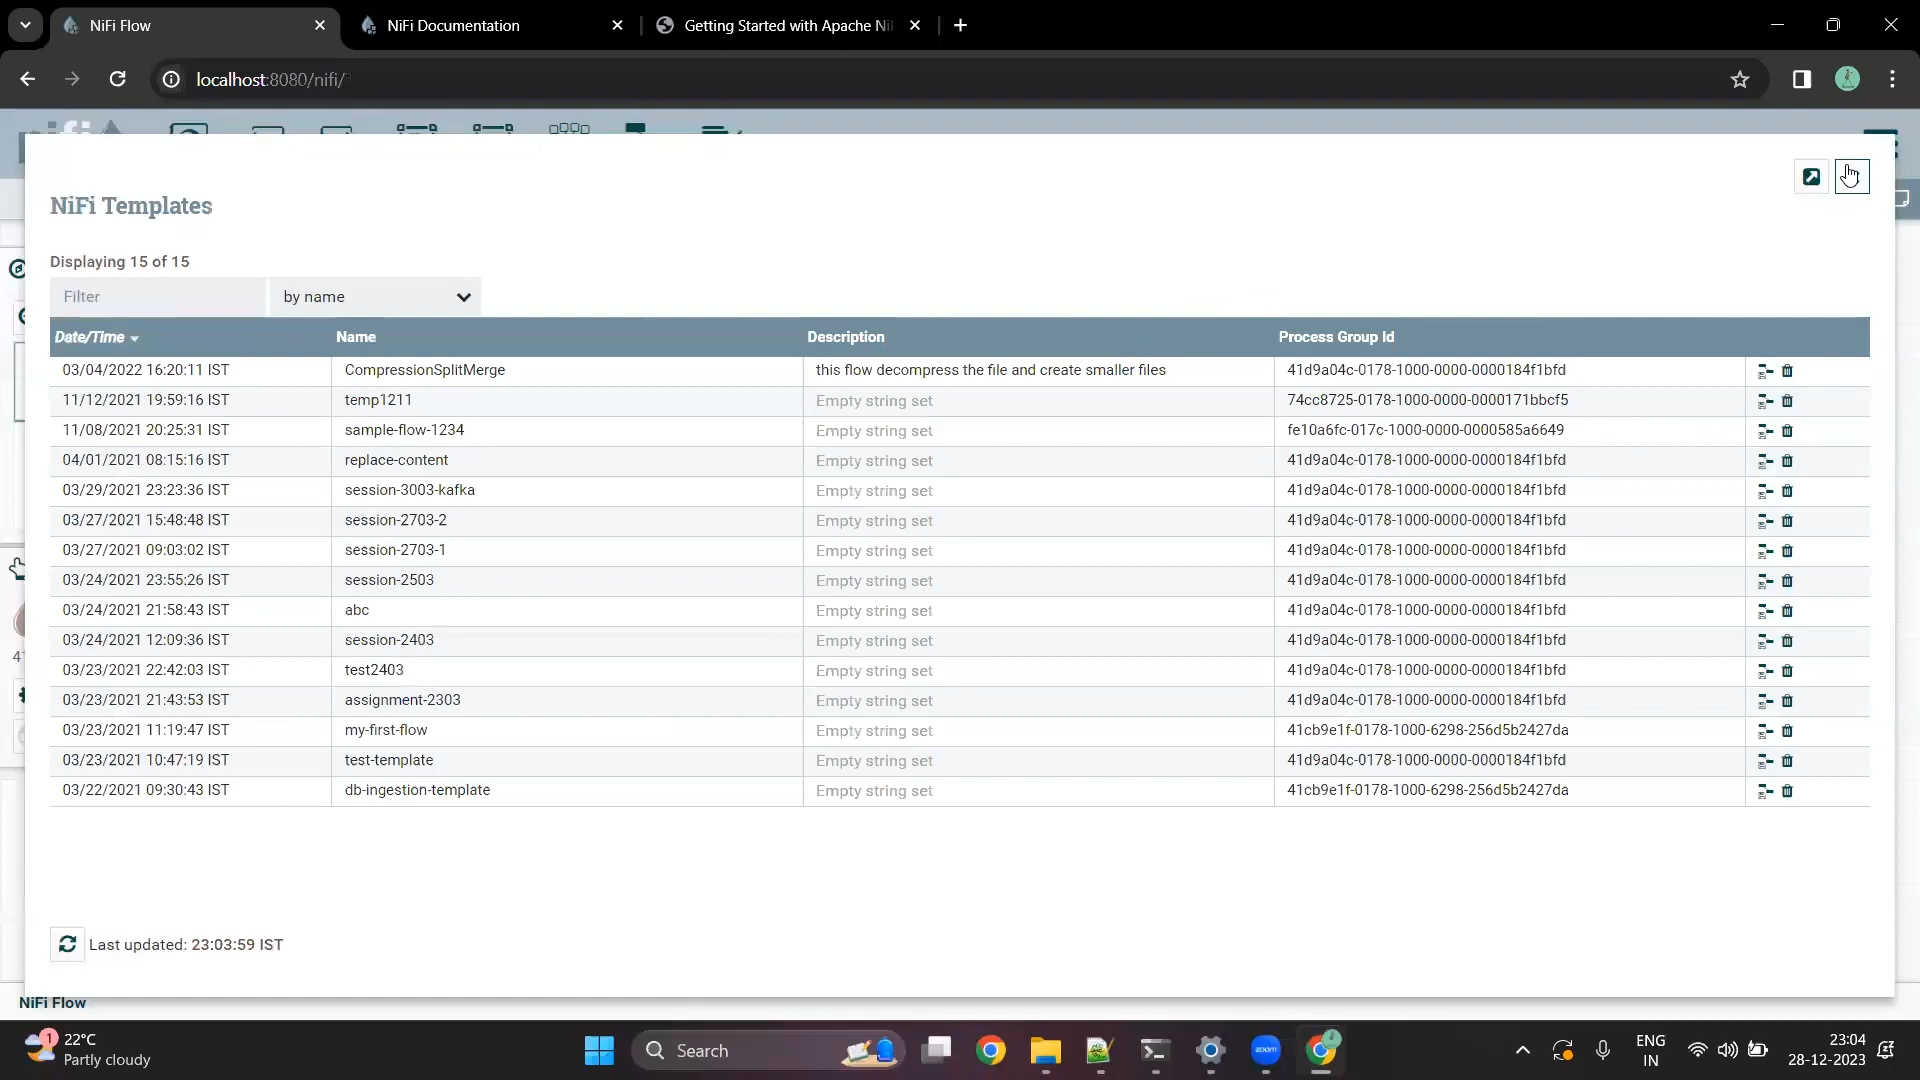 NiFi Flow
NiFi Documentation
Getting Started with Apache Ni
localhost:8080/nifi/
NiFi Templates
Displaying 15 of 15
Filter
by name
Date/Time Name Description Process Group Id
03/04/2022 16:20:11 IST CompressionSplitMerge this flow decompress the file and create smaller files 41d9a04c-0178-1000-0000-0000184f1bfd
11/12/2021 19:59:16 IST temp1211 Empty string set 74cc8725-0178-1000-0000-0000171bbcf5
11/08/2021 20:25:31 IST sample-flow-1234 Empty string set fe10a6fc-017c-1000-0000-0000585a6649
04/01/2021 08:15:16 IST replace-content Empty string set 41d9a04c-0178-1000-0000-0000184f1bfd
03/29/2021 23:23:36 IST session-3003-kafka Empty string set 41d9a04c-0178-1000-0000-0000184f1bfd
03/27/2021 15:48:48 IST session-2703-2 Empty string set 41d9a04c-0178-1000-0000-0000184f1bfd
03/27/2021 09:03:02 IST session-2703-1 Empty string set 41d9a04c-0178-1000-0000-0000184f1bfd
03/24/2021 23:55:26 IST session-2503 Empty string set 41d9a04c-0178-1000-0000-0000184f1bfd
03/24/2021 21:58:43 IST abc Empty string set 41d9a04c-0178-1000-0000-0000184f1bfd
03/24/2021 12:09:36 IST session-2403 Empty string set 41d9a04c-0178-1000-0000-0000184f1bfd
03/23/2021 22:42:03 IST test2403 Empty string set 41d9a04c-0178-1000-0000-0000184f1bfd
03/23/2021 21:43:53 IST assignment-2303 Empty string set 41d9a04c-0178-1000-0000-0000184f1bfd
03/23/2021 11:19:47 IST my-first-flow Empty string set 41cb9e1f-0178-1000-6298-256d5b2427da
03/23/2021 10:47:19 IST test-template Empty string set 41d9a04c-0178-1000-0000-0000184f1bfd
03/22/2021 09:30:43 IST db-ingestion-template Empty string set 41cb9e1f-0178-1000-6298-256d5b2427da
Last updated: 23:03:59 IST
NiFi Flow
1
22°C
Partly cloudy
Search
zoom
ENG
IN
23:04
28-12-2023